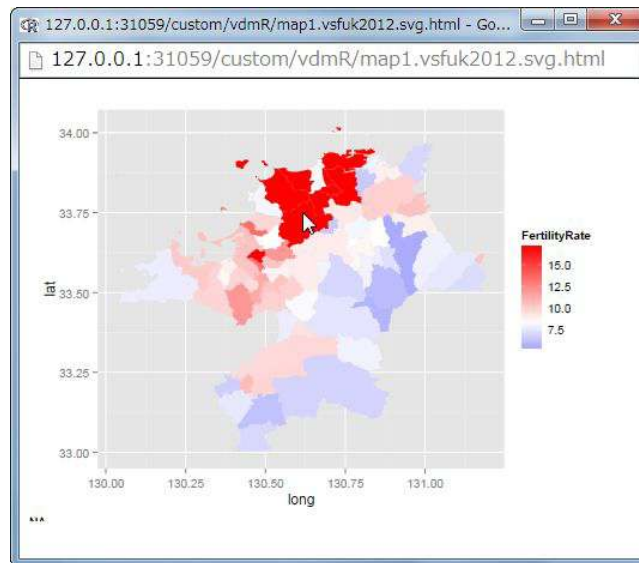 127.0.0.1:31059/custom/vdmR/map1.vsfuk2012.svg.html - Go...
127.0.0.1:31059/custom/vdmR/map1.vsfuk2012.svg.html
34.00
33.75
33.50
33.25
33.00
lat
FertilityRate
15.0
12.5
10.0
7.5
130.00 130.25 130.50 130.75 131.00
long